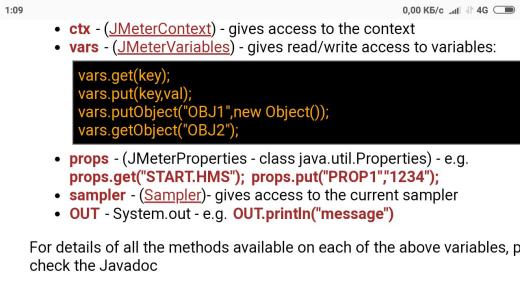 1:09 0,00 КБ/с 4G
ctx - (JMeterContext) - gives access to the context
vars - (JMeterVariables) - gives read/write access to variables:
vars.get(key);
vars.put(key,val);
vars.putObject("OBJ1",new Object());
vars.getObject("OBJ2");
props - (JMeterProperties - class java.util.Properties) - e.g.
props.get("START.HMS"); props.put("PROP1","1234");
sampler - (Sampler)- gives access to the current sampler
OUT - System.out - e.g. OUT.println("message")
For details of all the methods available on each of the above variables, p
check the Javadoc